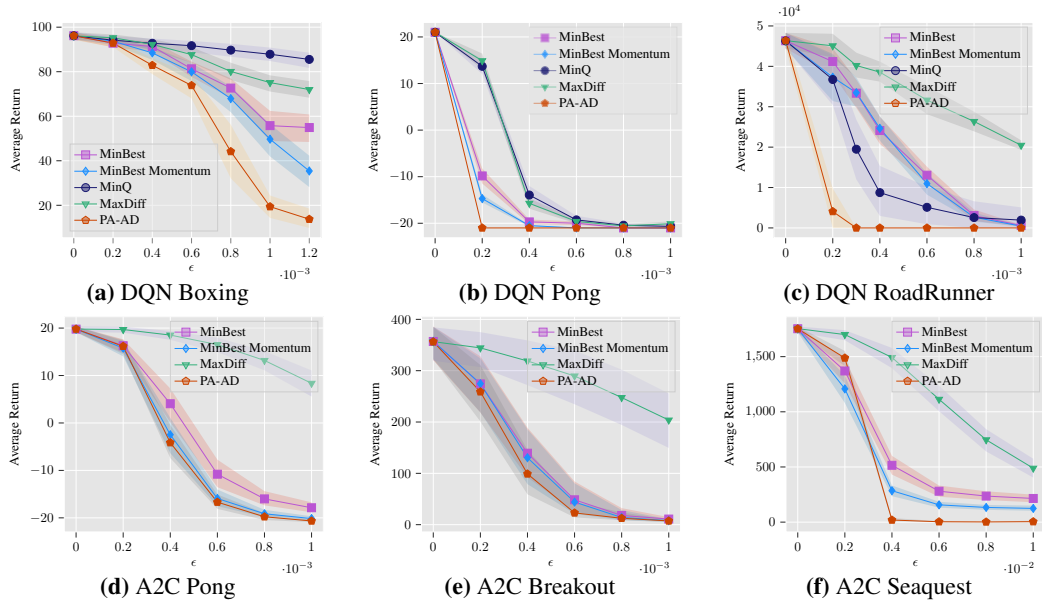 100
80
60
40
20
Average Return
MinBest
MinBest Momentum
MinQ
MaxDiff
PA-AD
0 0.2 0.4 0.6 0.8 1.0 1.2
ϵ
·10−3
(a) DQN Boxing
20
10
0
−10
−20
Average Return
MinBest
MinBest Momentum
MinQ
MaxDiff
PA-AD
0 0.2 0.4 0.6 0.8 1
ϵ
·10−3
(b) DQN Pong
·104
5
4
3
2
1
0
Average Return
MinBest
MinBest Momentum
MinQ
MaxDiff
PA-AD
0 0.2 0.3 0.4 0.6 0.8 1
ϵ
·10−3
(c) DQN RoadRunner
20
10
0
−10
−20
Average Return
MinBest
MinBest Momentum
MaxDiff
PA-AD
0 0.2 0.4 0.6 0.8 1
ϵ
·10−3
(d) A2C Pong
400
300
200
100
0
Average Return
MinBest
MinBest Momentum
MaxDiff
PA-AD
0 0.2 0.4 0.6 0.8 1
ϵ
·10−3
(e) A2C Breakout
1,500
1,000
500
0
Average Return
MinBest
MinBest Momentum
MaxDiff
PA-AD
0 0.2 0.4 0.6 0.8 1
ϵ
·10−2
(f) A2C Seaquest